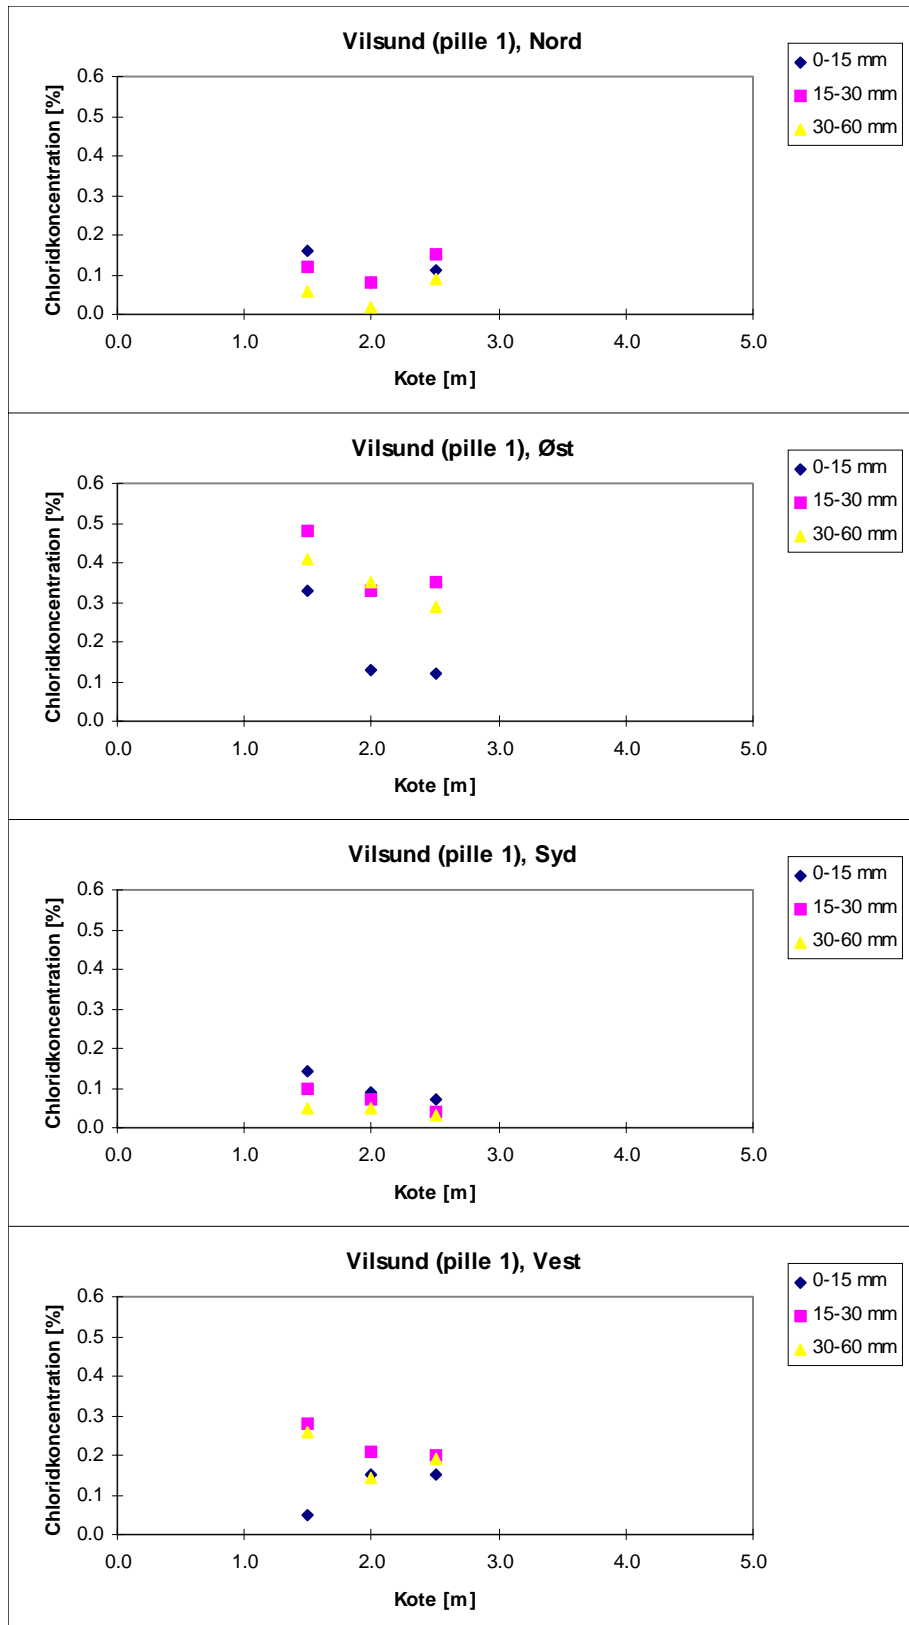 Vilsund (pille 1), Nord
0-15 mm
15-30 mm
30-60 mm
Chloridkoncentration [%]
0.6
0.5
0.4
0.3
0.2
0.1
0.0
0.0 1.0 2.0 3.0 4.0 5.0
Kote [m]
Vilsund (pille 1), Øst
0-15 mm
15-30 mm
30-60 mm
Chloridkoncentration [%]
0.6
0.5
0.4
0.3
0.2
0.1
0.0
0.0 1.0 2.0 3.0 4.0 5.0
Kote [m]
Vilsund (pille 1), Syd
0-15 mm
15-30 mm
30-60 mm
Chloridkoncentration [%]
0.6
0.5
0.4
0.3
0.2
0.1
0.0
0.0 1.0 2.0 3.0 4.0 5.0
Kote [m]
Vilsund (pille 1), Vest
0-15 mm
15-30 mm
30-60 mm
Chloridkoncentration [%]
0.6
0.5
0.4
0.3
0.2
0.1
0.0
0.0 1.0 2.0 3.0 4.0 5.0
Kote [m]